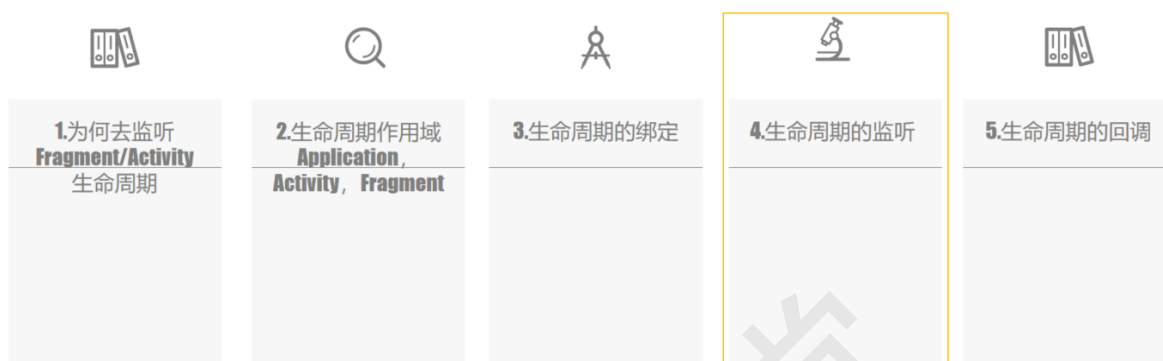 1.为何去监听
Fragment/Activity
生命周期
2.生命周期作用域
Application，
Activity，Fragment
3.生命周期的绑定
4.生命周期的监听
5.生命周期的回调